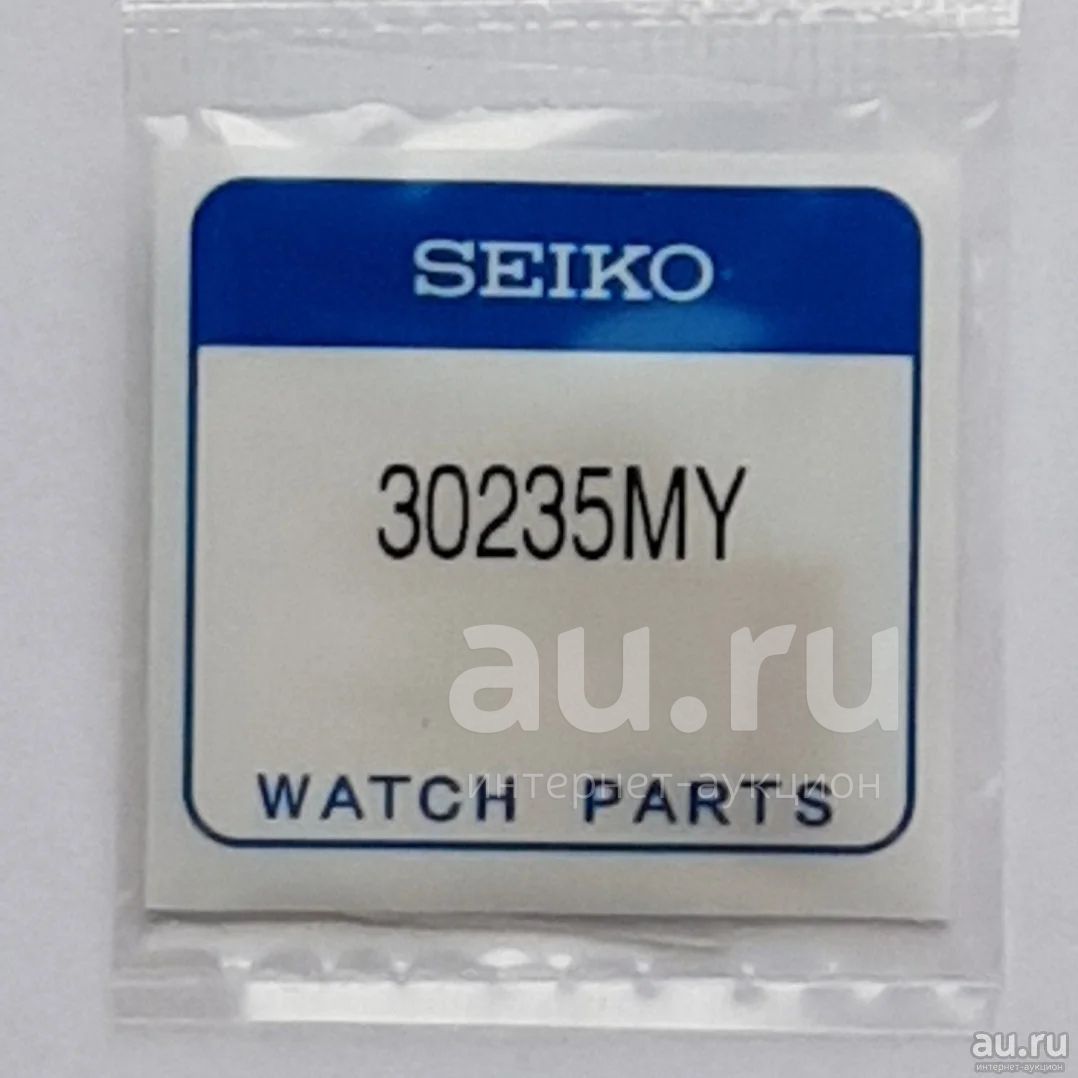 SEIKO
30235MY
au.ru
интернет-аукцион
WATCH PARTS
au.ru
интернет-аукцион